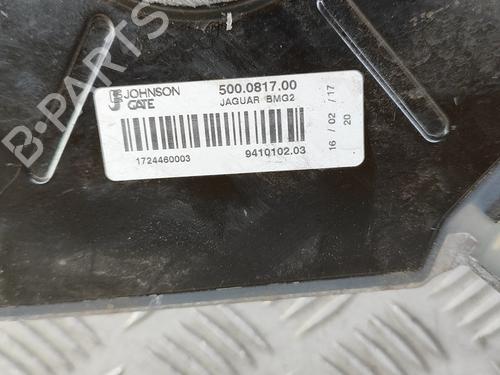 B-PARTS
JOHNSON
GATE
500.0817.00
JAGUAR BMG2
1724460003
9410102.03
16 / 02 / 17
20